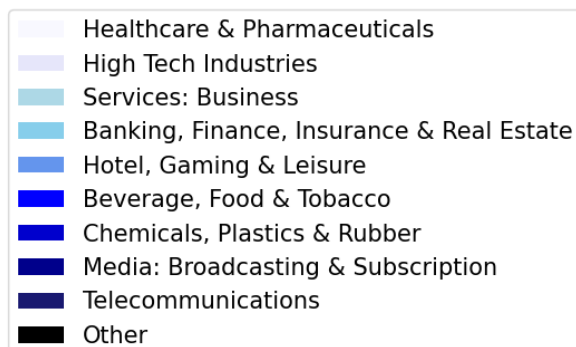 Healthcare & Pharmaceuticals
High Tech Industries
Services: Business
Banking, Finance, Insurance & Real Estate
Hotel, Gaming & Leisure
Beverage, Food & Tobacco
Chemicals, Plastics & Rubber
Media: Broadcasting & Subscription
Telecommunications
Other